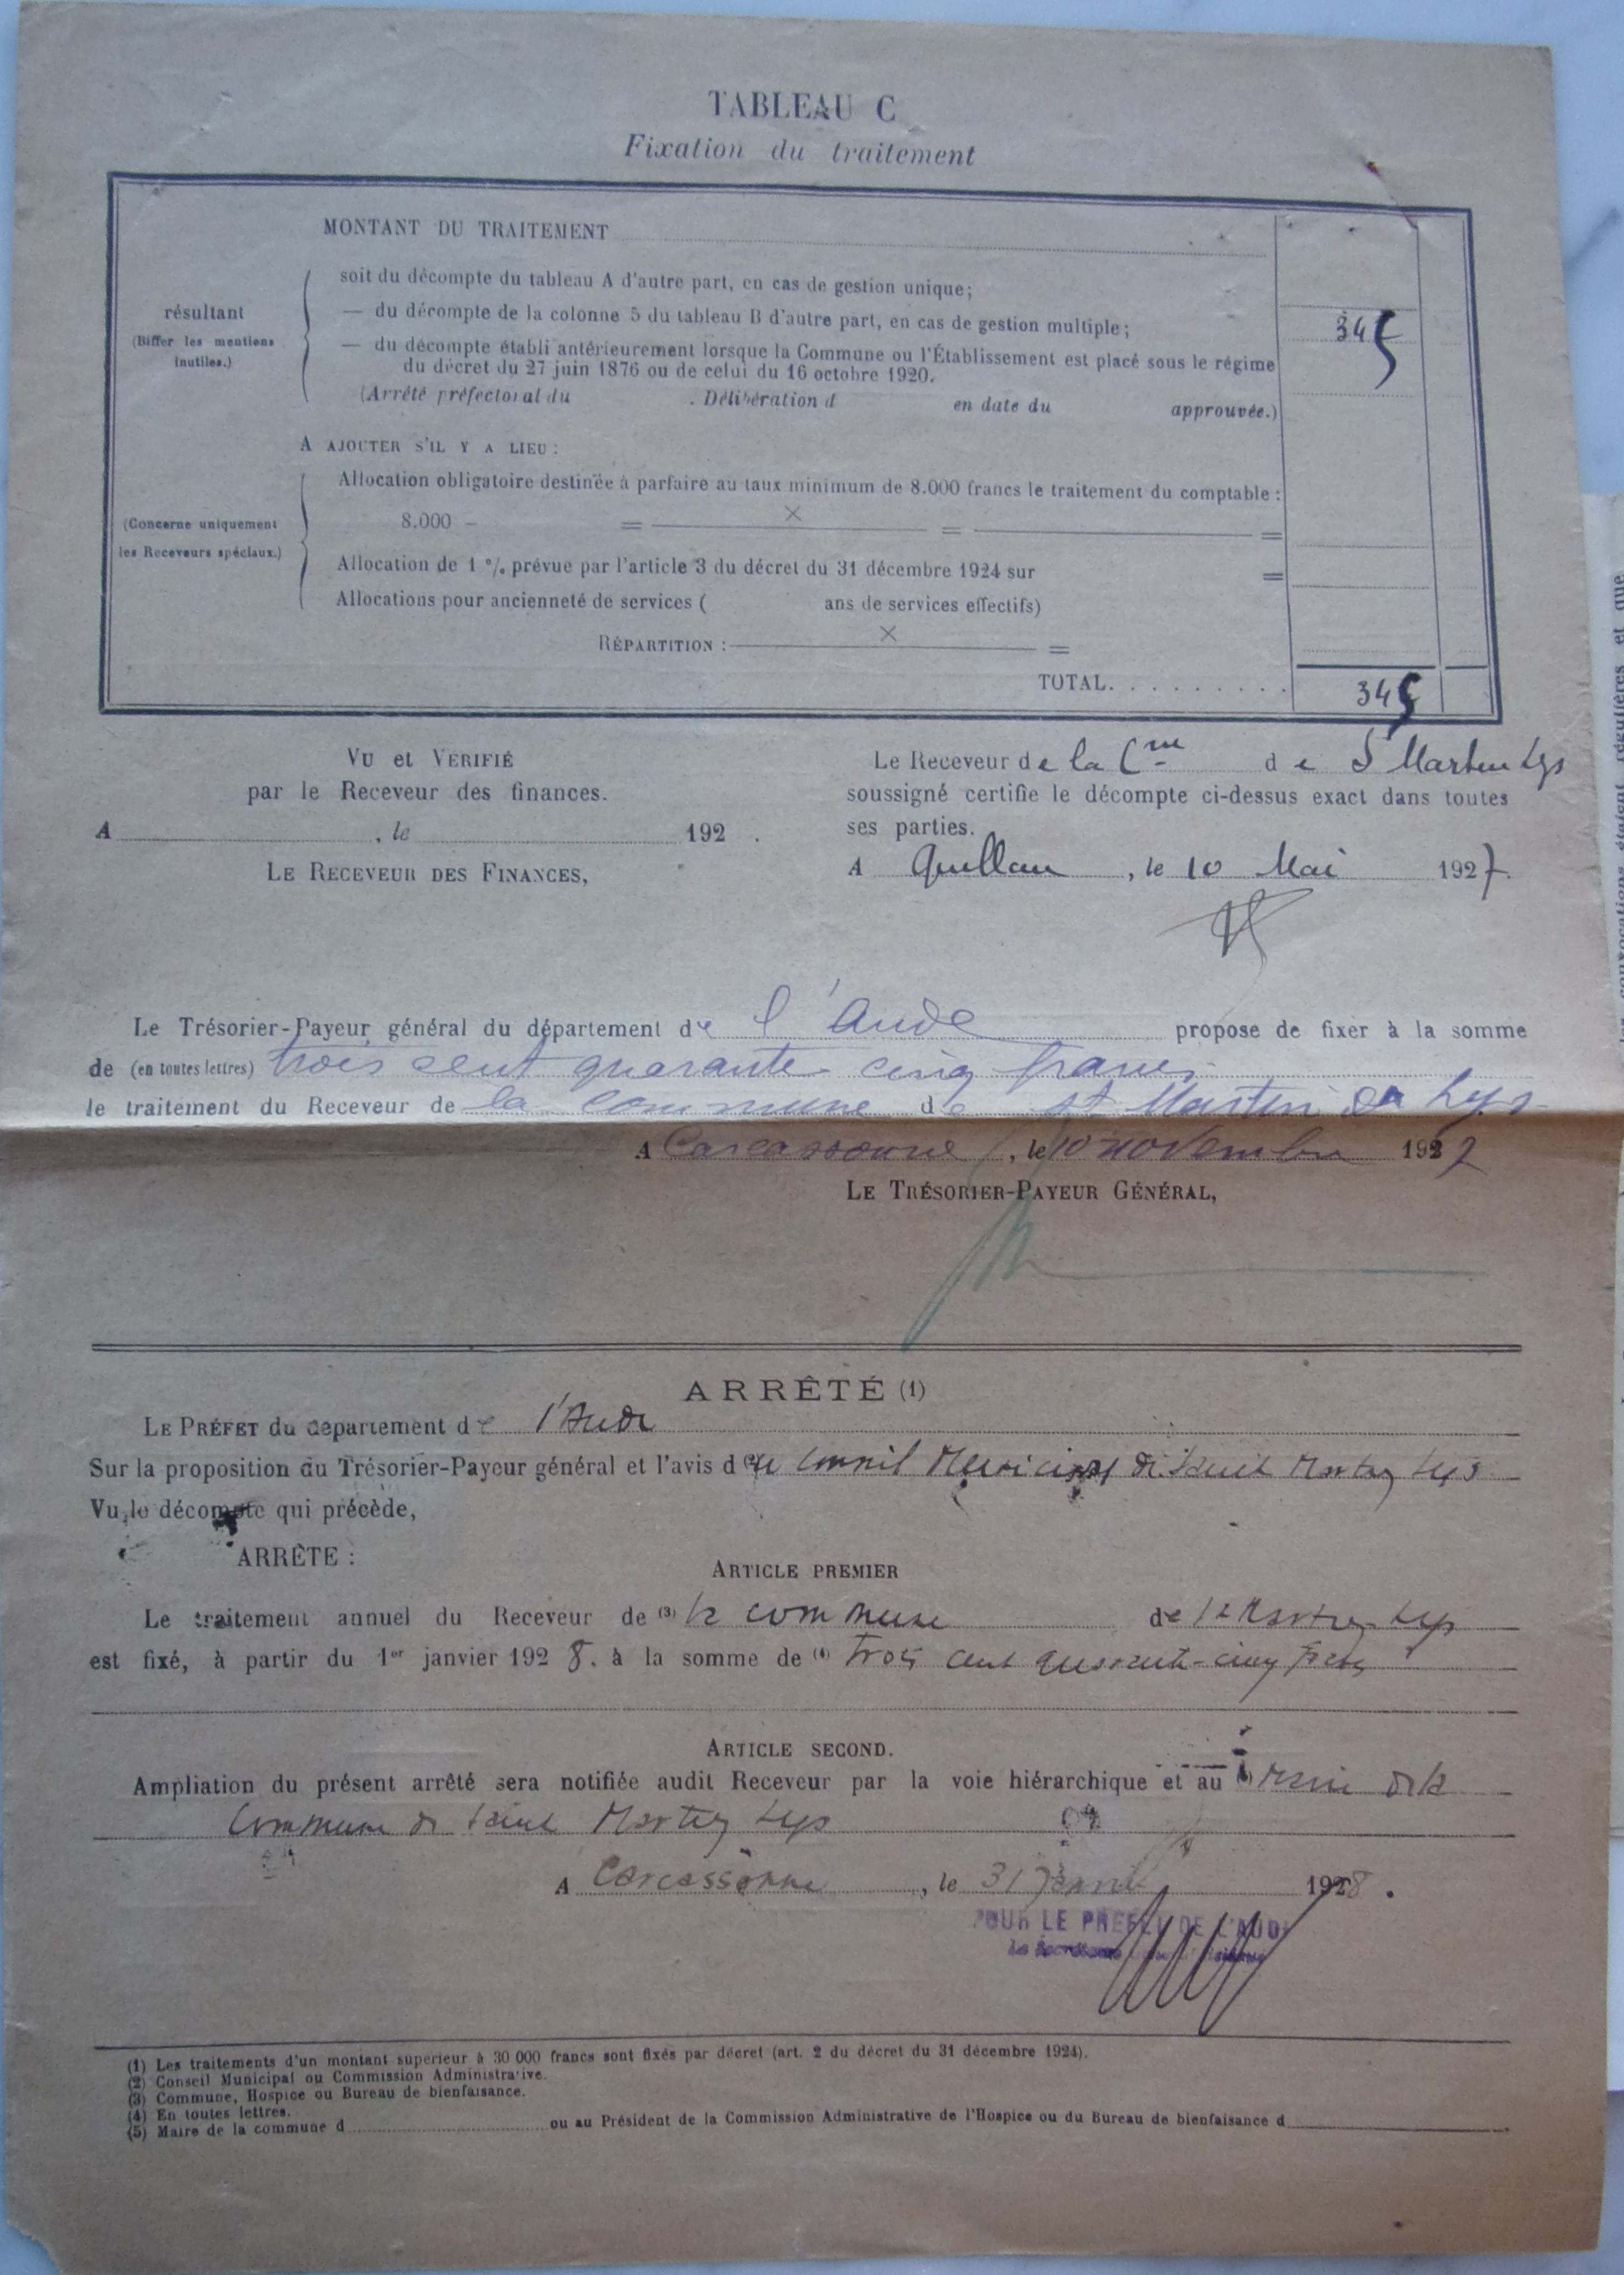 TABLEAU C
Fixation du traitement
MONTANT DU TRAITEMENT
soit du décompte du tableau A d'autre part, en cas de gestion unique;
résultant
— du décompte de la colonne 5 du tableau B d'autre part, en cas de gestion multiple;
345
(Biffer les mentions
inutiles.)
— du décompte établi antérieurement lorsque la Commune ou l'Établissement est placé sous le régime
du décret du 27 juin 1876 ou de celui du 16 octobre 1920.
(Arrêté préfectoral du . Délibération d en date du approuvée.)
A AJOUTER S'IL Y A LIEU :
Allocation obligatoire destinée à parfaire au taux minimum de 8.000 francs le traitement du comptable :
(Concerne uniquement
les Receveurs spéciaux.)
8.000 — = × = =
Allocation de 1 % prévue par l'article 3 du décret du 31 décembre 1924 sur =
Allocations pour ancienneté de services ( ans de services effectifs)
RÉPARTITION : × =
TOTAL. . . . . . . . . . 345
VU et VÉRIFIÉ
par le Receveur des finances.
A , le 192 .
LE RECEVEUR DES FINANCES,
Le Receveur de la Cne de St Martin Lys
soussigné certifie le décompte ci-dessus exact dans toutes
ses parties.
A Quillan , le 10 Mai 1927.
Le Trésorier-Payeur général du département de l'Aude propose de fixer à la somme
de (en toutes lettres) trois cent quarante cinq francs
le traitement du Receveur de la commune de St Martin Lys
A Carcassonne , le 10 novembre 1927
LE TRÉSORIER-PAYEUR GÉNÉRAL,
ARRÊTÉ (1)
LE PRÉFET du département de l'Aude
Sur la proposition du Trésorier-Payeur général et l'avis du Conseil Municipal de Saint Martin Lys
Vu le décompte qui précède,
ARRÊTE :
ARTICLE PREMIER
Le traitement annuel du Receveur de (3) la commune de St Martin Lys
est fixé, à partir du 1er janvier 1928. à la somme de (4) trois cent quarante-cinq francs
ARTICLE SECOND.
Ampliation du présent arrêté sera notifiée audit Receveur par la voie hiérarchique et au Maire de la
Commune de Saint Martin Lys
A Carcassonne , le 31 Janvier 1928.
POUR LE PRÉFET DE L'AUDE
(1) Les traitements d'un montant supérieur à 30 000 francs sont fixés par décret (art. 2 du décret du 31 décembre 1924).
(2) Conseil Municipal ou Commission Administrative.
(3) Commune, Hospice ou Bureau de bienfaisance.
(4) En toutes lettres.
(5) Maire de la commune d ou au Président de la Commission Administrative de l'Hospice ou du Bureau de bienfaisance d